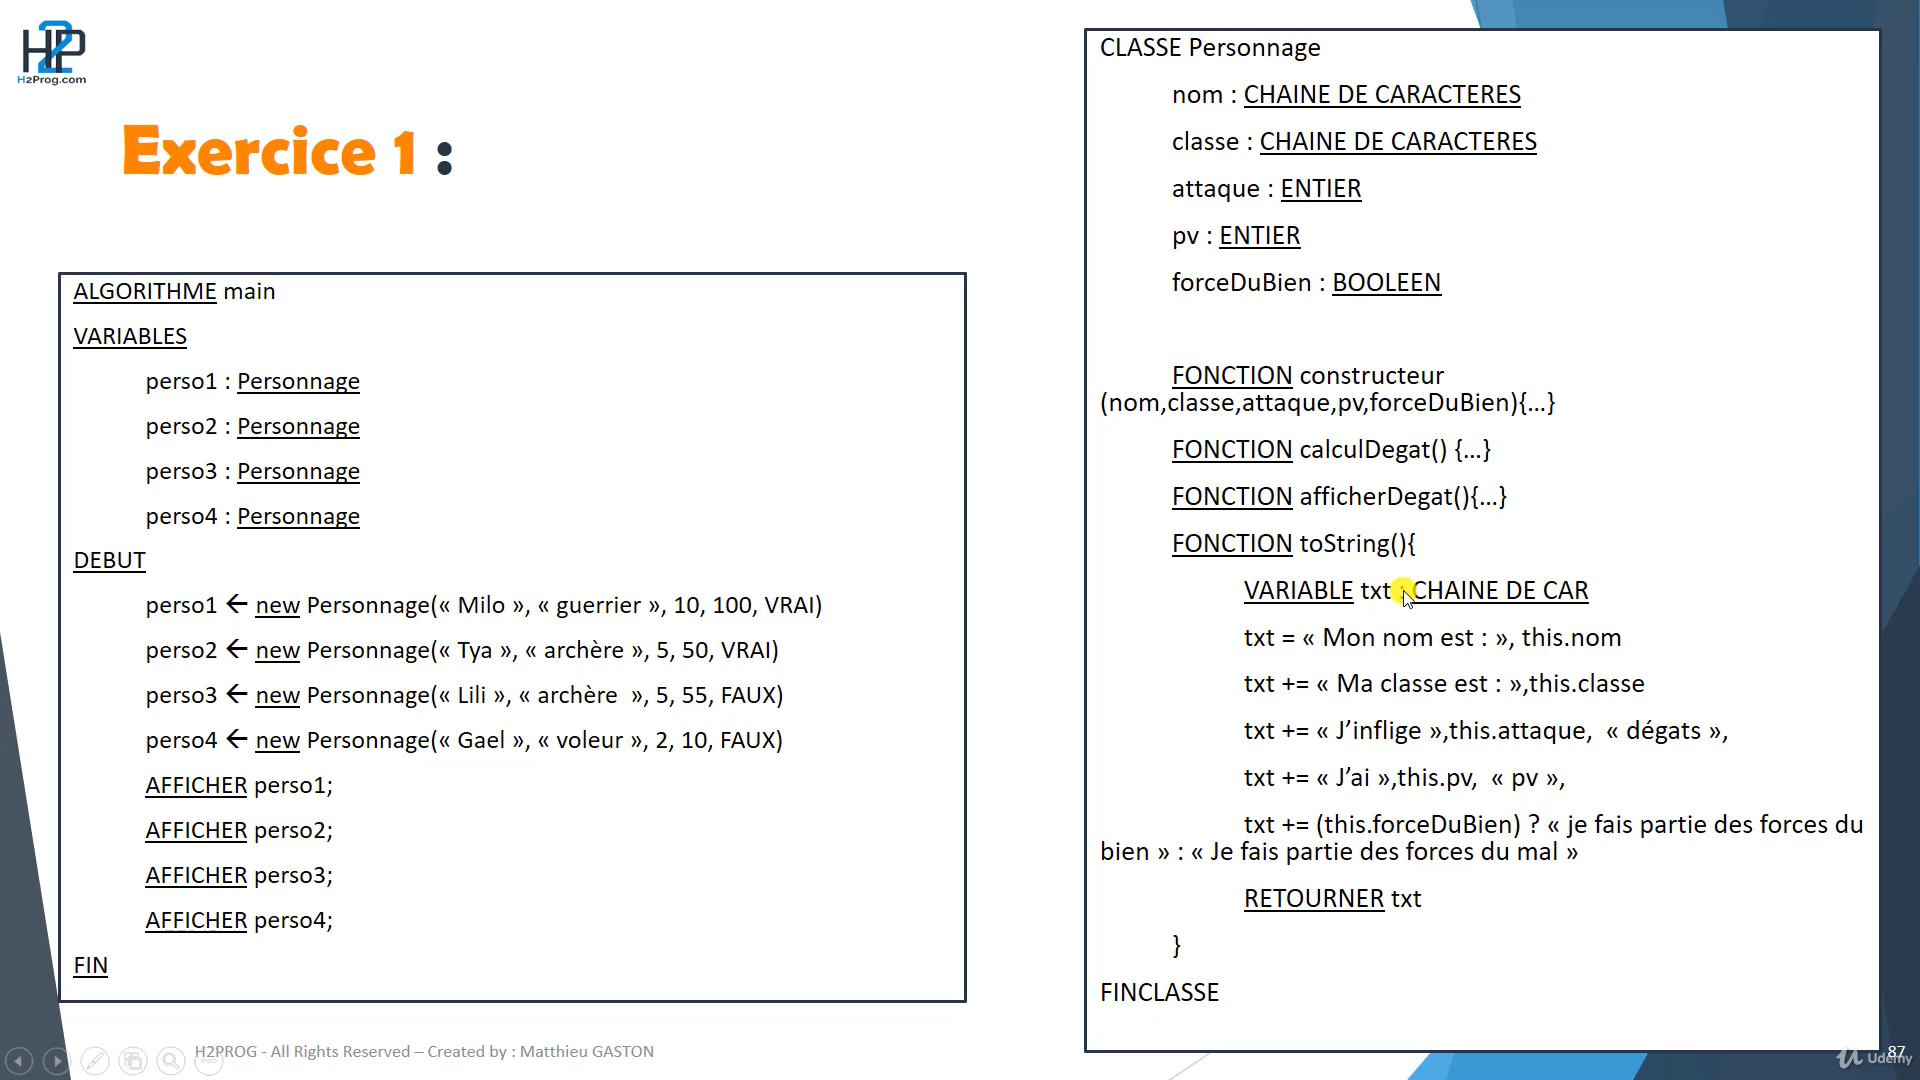 H2P
H2Prog.com
Exercice 1 :
ALGORITHME main
VARIABLES
perso1 : Personnage
perso2 : Personnage
perso3 : Personnage
perso4 : Personnage
DEBUT
perso1 ← new Personnage(« Milo », « guerrier », 10, 100, VRAI)
perso2 ← new Personnage(« Tya », « archère », 5, 50, VRAI)
perso3 ← new Personnage(« Lili », « archère  », 5, 55, FAUX)
perso4 ← new Personnage(« Gael », « voleur », 2, 10, FAUX)
AFFICHER perso1;
AFFICHER perso2;
AFFICHER perso3;
AFFICHER perso4;
FIN
CLASSE Personnage
nom : CHAINE DE CARACTERES
classe : CHAINE DE CARACTERES
attaque : ENTIER
pv : ENTIER
forceDuBien : BOOLEEN
FONCTION constructeur
(nom,classe,attaque,pv,forceDuBien){...}
FONCTION calculDegat() {...}
FONCTION afficherDegat(){...}
FONCTION toString(){
VARIABLE txt : CHAINE DE CAR
txt = « Mon nom est : », this.nom
txt += « Ma classe est : »,this.classe
txt += « J’inflige »,this.attaque,  « dégats »,
txt += « J’ai »,this.pv,  « pv »,
txt += (this.forceDuBien) ? « je fais partie des forces du
bien » : « Je fais partie des forces du mal »
RETOURNER txt
}
FINCLASSE
H2PROG - All Rights Reserved – Created by : Matthieu GASTON
87
Udemy